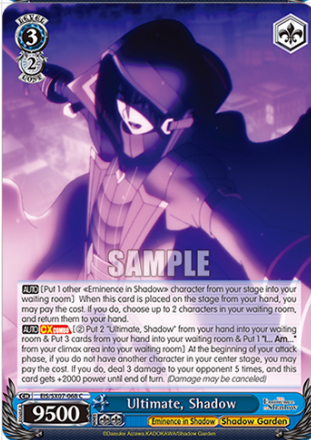 LEVEL
3
2
COST
SAMPLE
AUTO [Put 1 other «Eminence in Shadow» character from your stage into your
waiting room] When this card is placed on the stage from your hand, you
may pay the cost. If you do, choose up to 2 characters in your waiting room,
and return them to your hand.
AUTO CX COMBO [② Put 2 "Ultimate, Shadow" from your hand into your waiting
room & Put 3 cards from your hand into your waiting room & Put 1 "I... Am..."
from your climax area into your waiting room] At the beginning of your attack
phase, if you do not have another character in your center stage, you may pay
the cost. If you do, deal 3 damage to your opponent 5 times, and this
card gets +2000 power until end of turn. (Damage may be canceled)
CH EIS/SX07-068 C
9500
Ultimate, Shadow
Eminence in Shadow
Shadow Garden
©Daisuke Aizawa,KADOKAWA/Shadow Garden